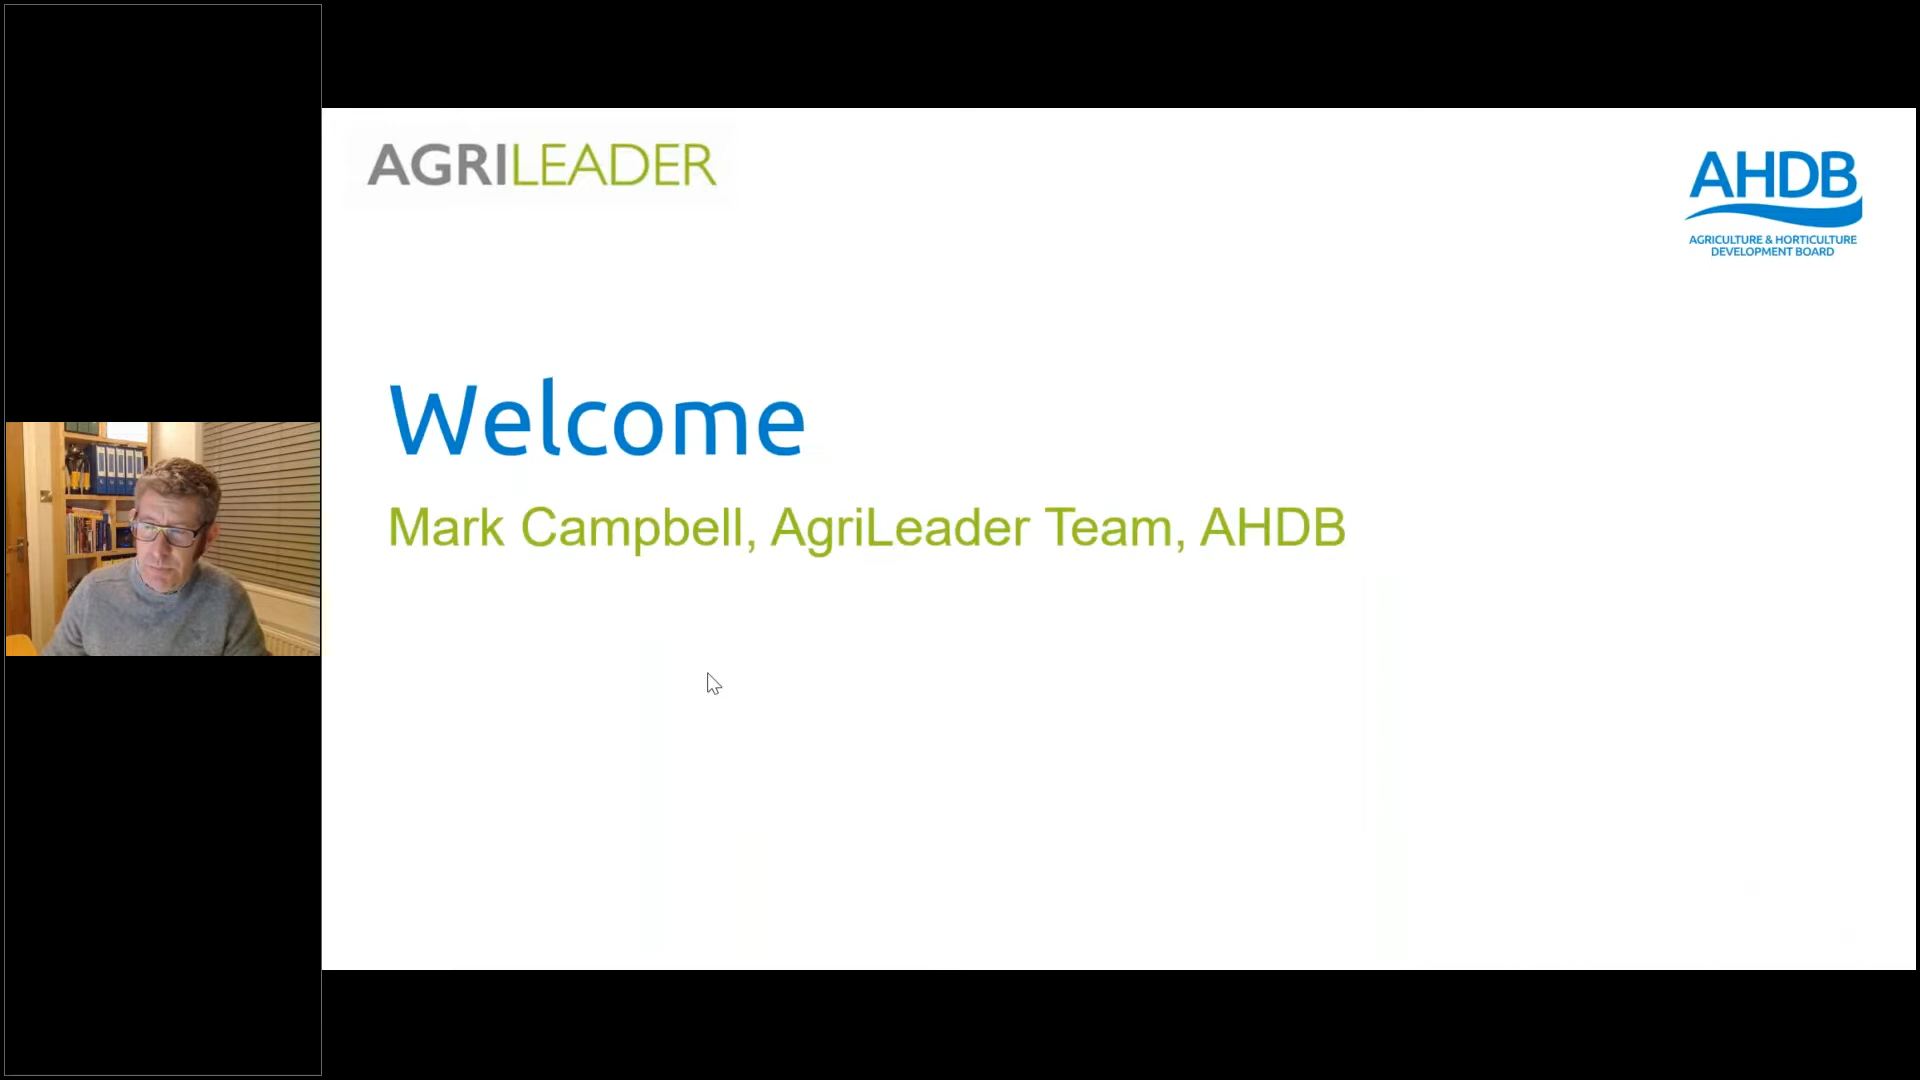 AGRILEADER
AHDB
AGRICULTURE & HORTICULTURE
DEVELOPMENT BOARD
Welcome
Mark Campbell, AgriLeader Team, AHDB